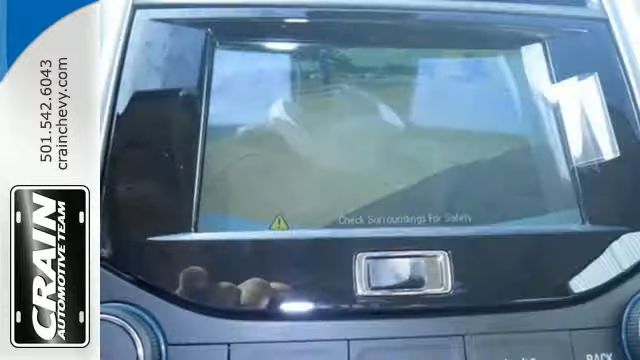 501.542.6043
crainchevy.com
CRAIN
AUTOMOTIVE TEAM
Check Surroundings For Safety
BACK